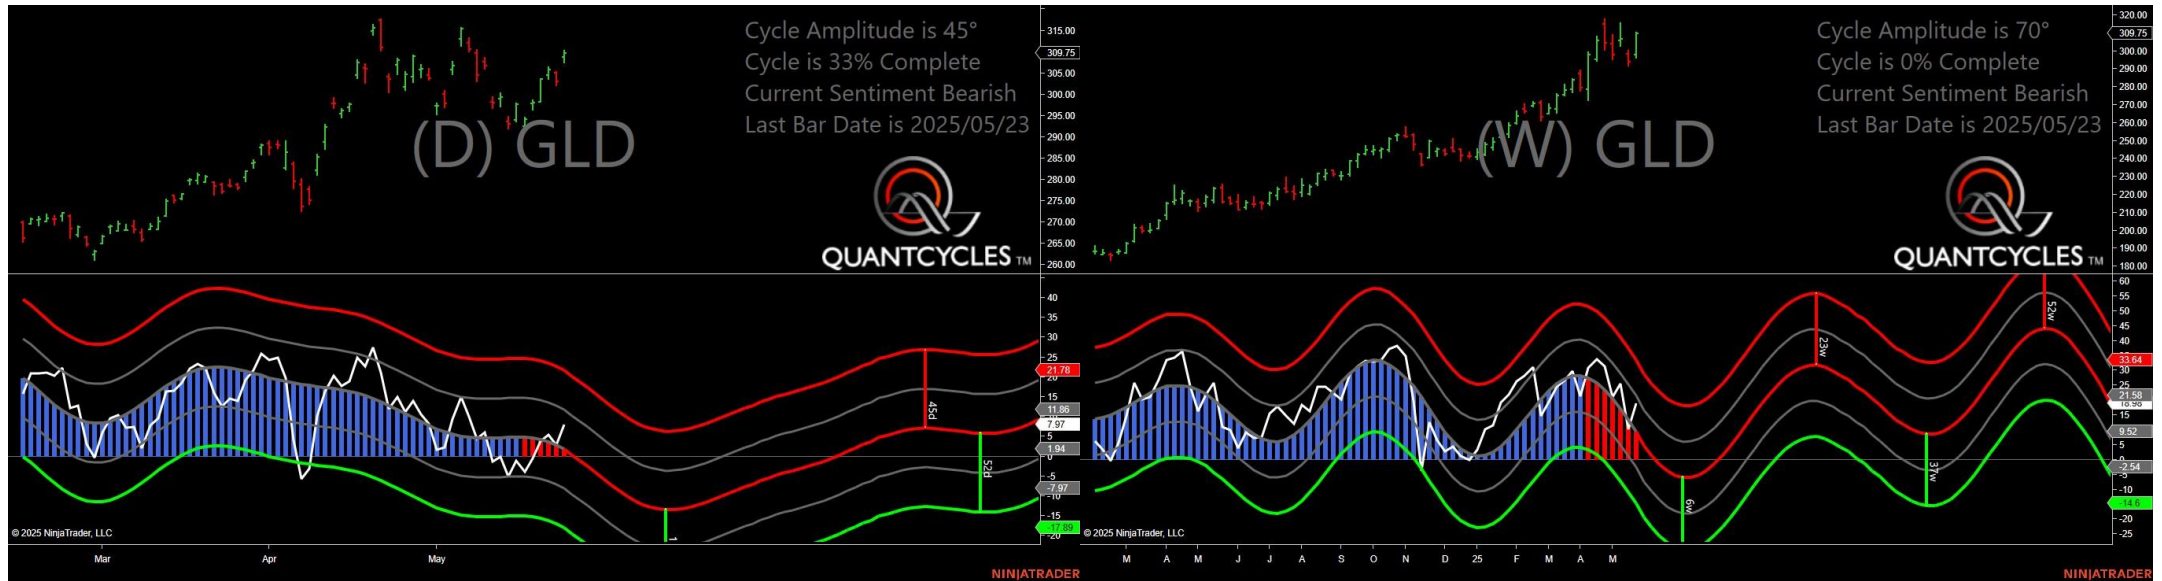 Cycle Amplitude is 45°
Cycle is 33% Complete
Current Sentiment Bearish
Last Bar Date is 2025/05/23
(D) GLD
QUANTCYCLES TM
315.00
309.75
305.00
300.00
295.00
290.00
285.00
280.00
275.00
270.00
265.00
260.00
40
35
30
25
21.78
20
15
11.86
7.97
5
1.94
0
-5
-7.97
-10
-15
-17.89
-20
45d
52d
1
© 2025 NinjaTrader, LLC
Mar
Apr
May
NINJATRADER
Cycle Amplitude is 70°
Cycle is 0% Complete
Current Sentiment Bearish
Last Bar Date is 2025/05/23
(W) GLD
QUANTCYCLES TM
320.00
309.75
300.00
290.00
280.00
270.00
260.00
250.00
240.00
230.00
220.00
210.00
200.00
190.00
180.00
60
55
50
45
40
33.64
30
25
21.58
18.98
15
9.52
-2.54
-5
-10
-14.6
-20
-25
23w
52w
6w
37w
© 2025 NinjaTrader, LLC
M A M J J A S O N D 25 F M A M
NINJATRADER